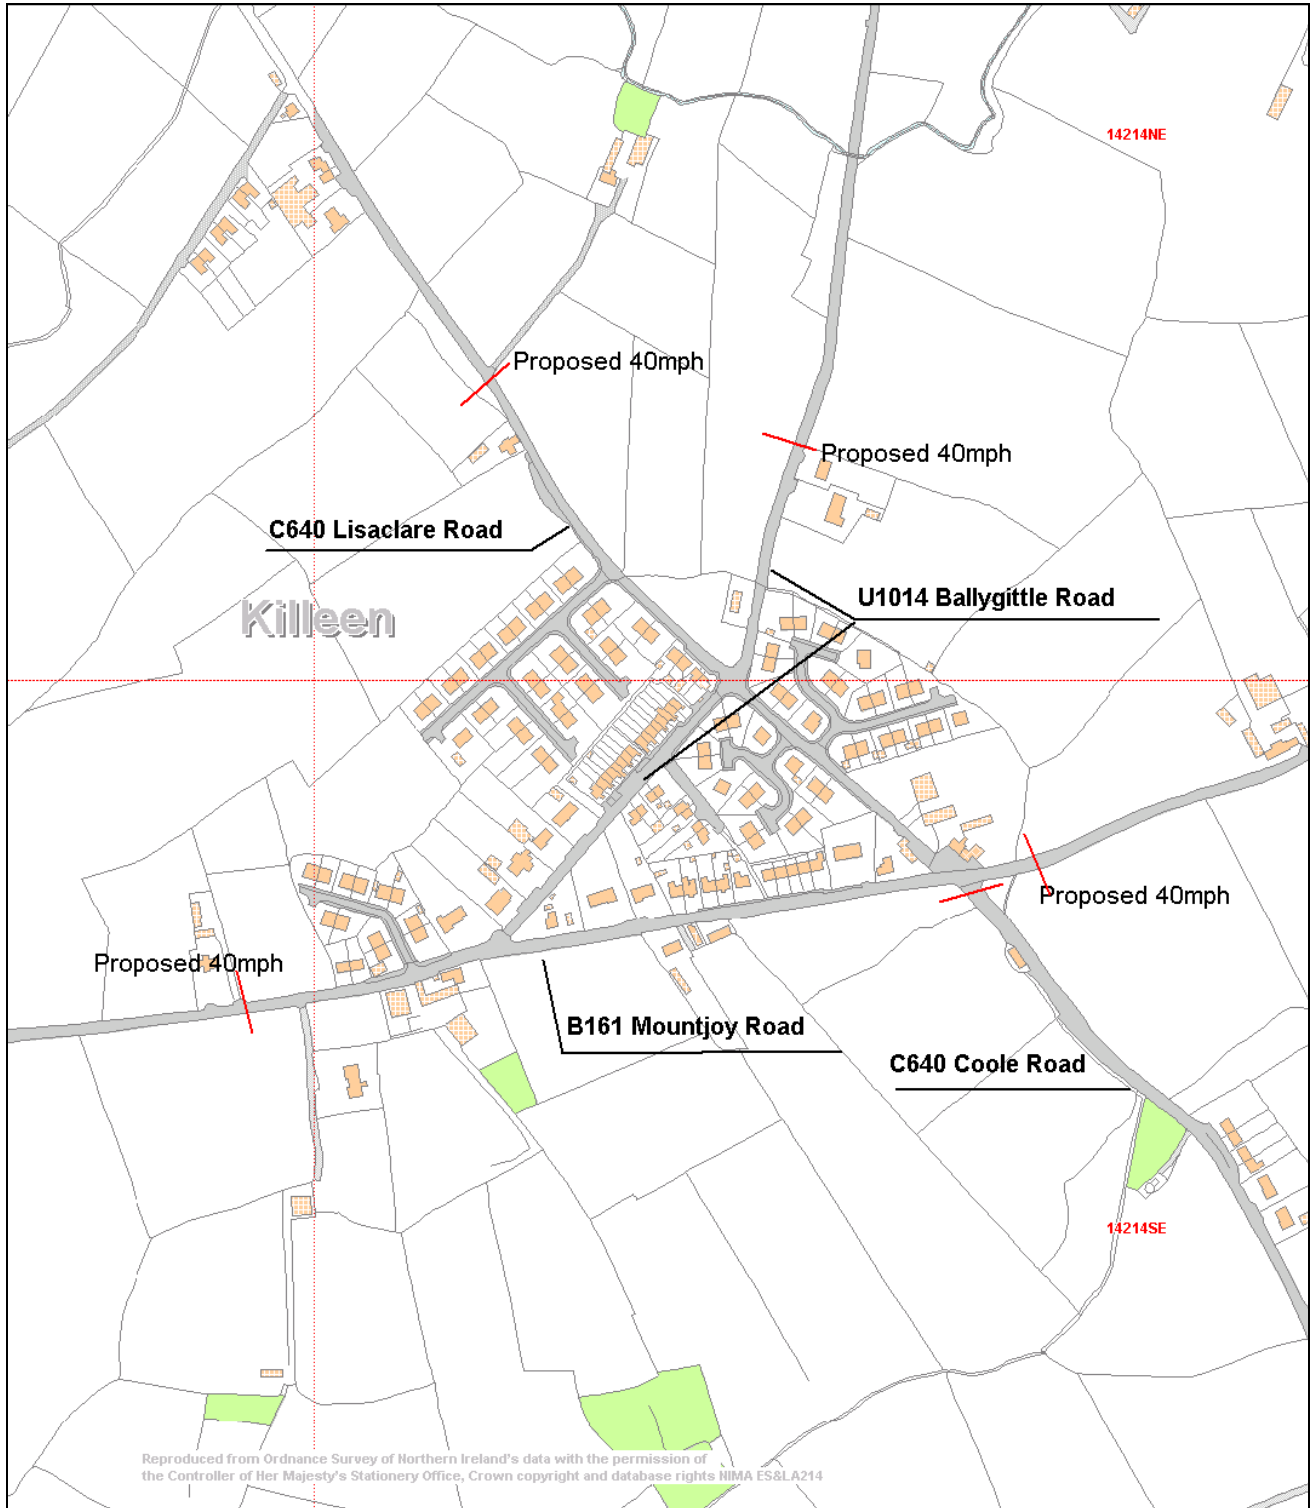 14214NE
Proposed 40mph
Proposed 40mph
C640 Lisaclare Road
U1014 Ballygittle Road
Killeen
Proposed 40mph
Proposed 40mph
B161 Mountjoy Road
C640 Coole Road
14214SE
Reproduced from Ordnance Survey of Northern Ireland's data with the permission of
the Controller of Her Majesty's Stationery Office, Crown copyright and database rights NIMA ES&LA214